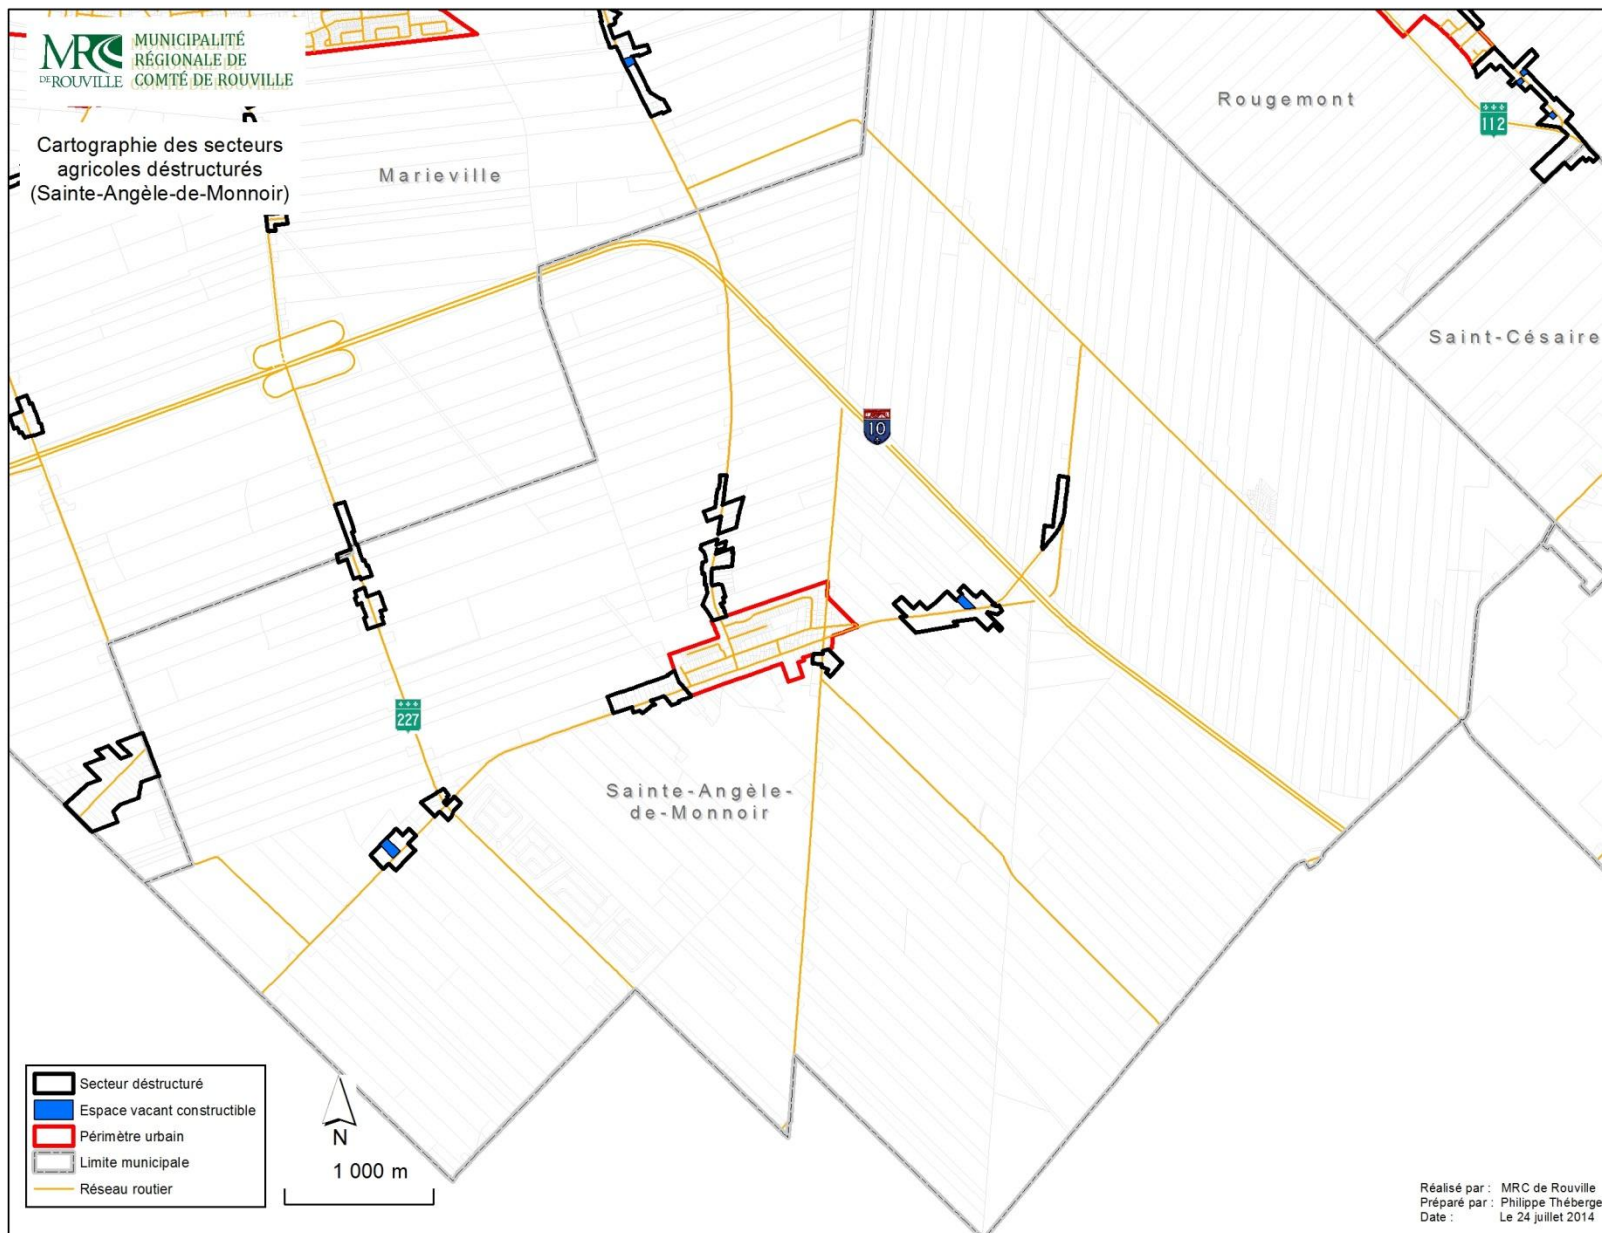 MRC
DE ROUVILLE
MUNICIPALITÉ
RÉGIONALE DE
COMTÉ DE ROUVILLE
Cartographie des secteurs
agricoles déstructurés
(Sainte-Angèle-de-Monnoir)
Marieville
Rougemont
112
Saint-Césaire
10
227
Sainte-Angèle-
de-Monnoir
Secteur déstructuré
Espace vacant constructible
Périmètre urbain
Limite municipale
Réseau routier
N
1 000 m
Réalisé par : MRC de Rouville
Préparé par : Philippe Théberge
Date : Le 24 juillet 2014